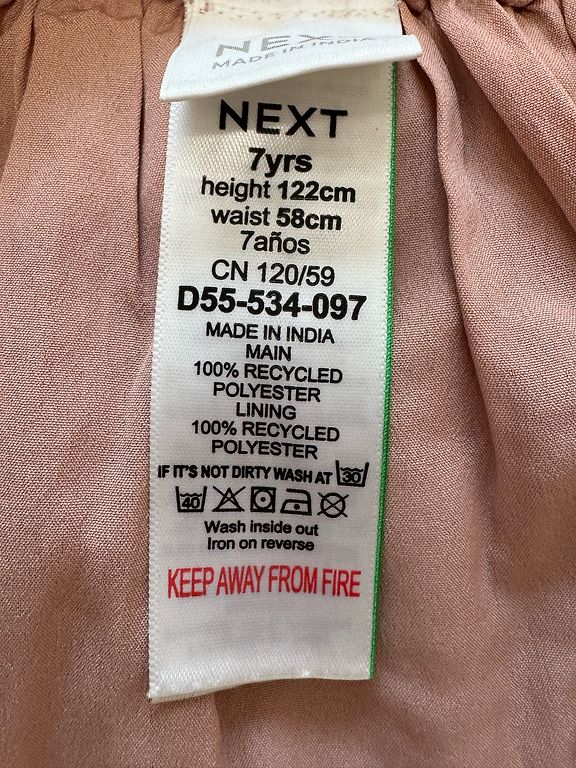 NEXT
MADE IN INDIA
NEXT
7yrs
height 122cm
waist 58cm
7años
CN 120/59
D55-534-097
MADE IN INDIA
MAIN
100% RECYCLED
POLYESTER
LINING
100% RECYCLED
POLYESTER
IF IT'S NOT DIRTY WASH AT 30
40
Wash inside out
Iron on reverse
KEEP AWAY FROM FIRE